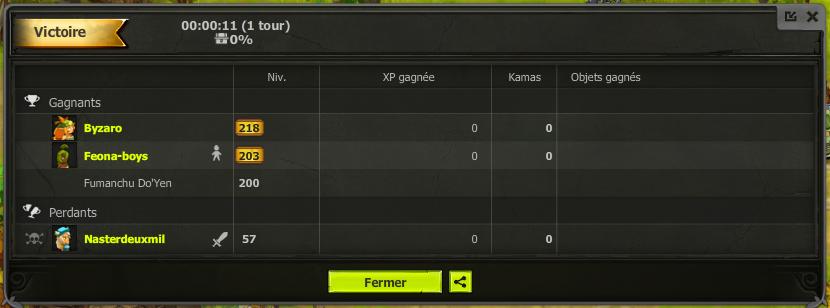 Victoire
00:00:11 (1 tour)
0%
Niv. XP gagnée Kamas Objets gagnés
Gagnants
Byzaro 218 0 0
Feona-boys 203 0 0
Fumanchu Do'Yen 200
Perdants
Nasterdeuxmil 57 0 0
Fermer